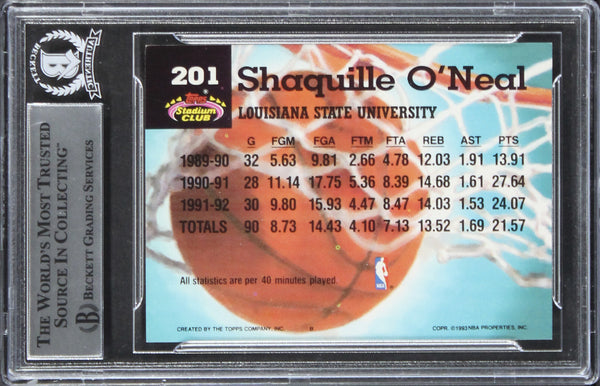 BECKETT
AUTHENTIC
THE WORLD'S MOST TRUSTED
SOURCE IN COLLECTING™
BECKETT GRADING SERVICES
B
201
Shaquille O'Neal
Topps
Stadium
CLUB
LOUISIANA STATE UNIVERSITY
G FGM FGA FTM FTA REB AST PTS
1989-90 32 5.63 9.81 2.66 4.78 12.03 1.91 13.91
1990-91 28 11.14 17.75 5.36 8.39 14.68 1.61 27.64
1991-92 30 9.80 15.93 4.47 8.47 14.03 1.53 24.07
TOTALS 90 8.73 14.43 4.10 7.13 13.52 1.69 21.57
All statistics are per 40 minutes played.
NBA
CREATED BY THE TOPPS COMPANY, INC. B COPR. ©1993 NBA PROPERTIES, INC.